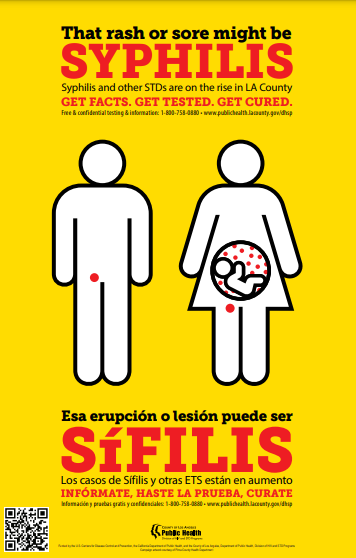 That rash or sore might be
SYPHILIS
Syphilis and other STDs are on the rise in LA County
GET FACTS. GET TESTED. GET CURED.
Free & confidential testing & information: 1-800-758-0880 • www.publichealth.lacounty.gov/dhsp
Esa erupción o lesión puede ser
SíFILIS
Los casos de Sífilis y otras ETS están en aumento
INFÓRMATE, HASTE LA PRUEBA, CURATE
Información y pruebas gratis y confidenciales: 1-800-758-0880 • www.publichealth.lacounty.gov/dhsp
COUNTY OF LOS ANGELES
Public Health